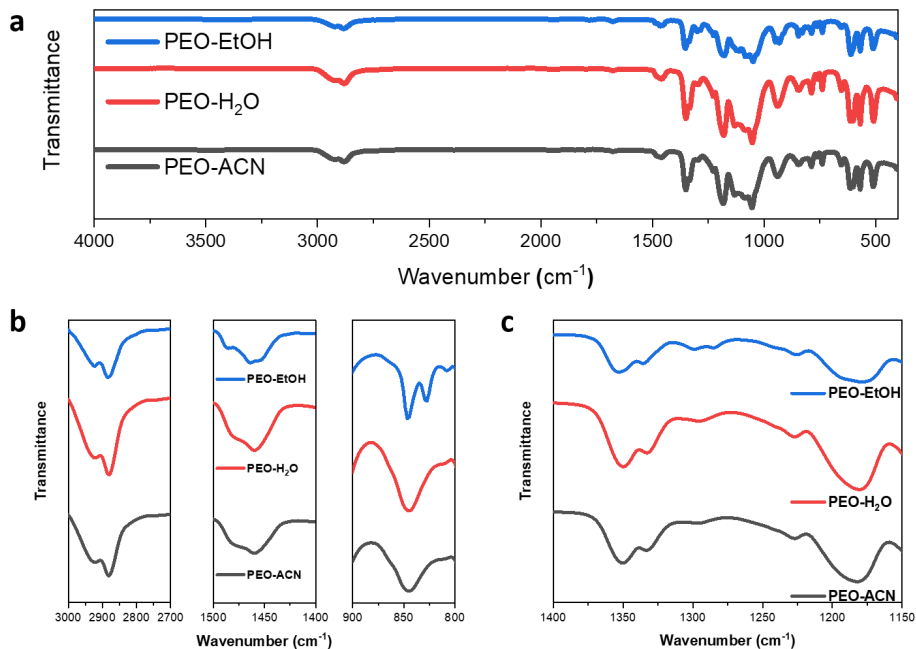 a
Transmittance
PEO-EtOH
PEO-H₂O
PEO-ACN
4000 3500 3000 2500 2000 1500 1000 500
Wavenumber (cm⁻¹)
b
Transmittance
PEO-EtOH
PEO-H₂O
PEO-ACN
3000 2900 2800 2700
1500 1400
900 800
Wavenumber (cm⁻¹)
c
Transmittance
PEO-EtOH
PEO-H₂O
PEO-ACN
1400 1350 1300 1250 1200 1150
Wavenumber (cm⁻¹)